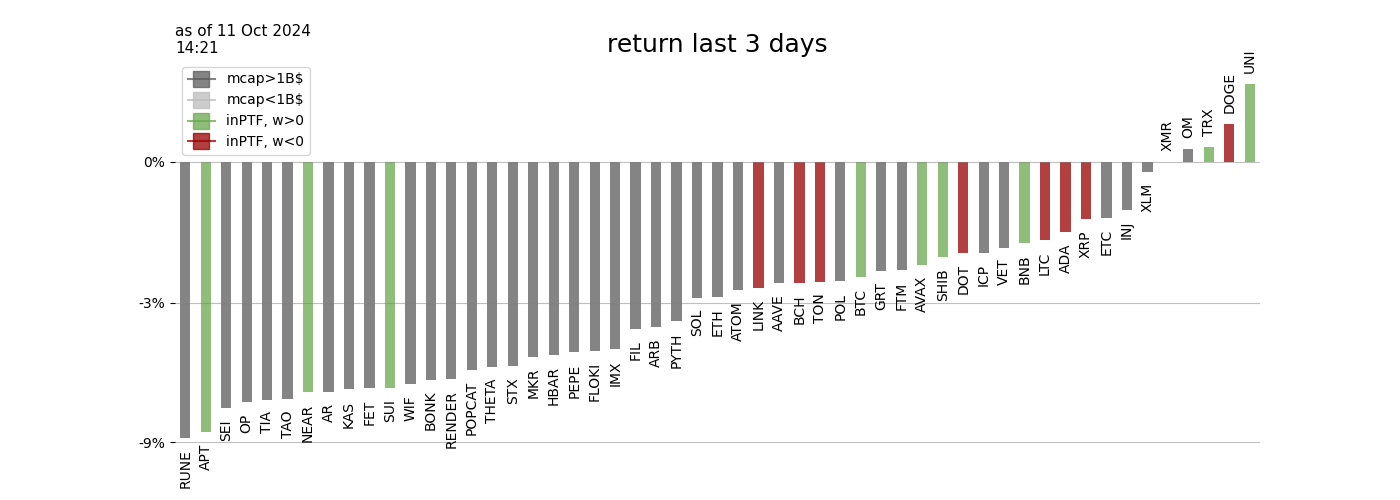 as of 11 Oct 2024
14:21
return last 3 days
mcap>1B$
mcap<1B$
inPTF, w>0
inPTF, w<0
0%
-3%
-9%
RUNE
APT
SEI
OP
TIA
TAO
NEAR
AR
KAS
FET
SUI
WIF
BONK
RENDER
POPCAT
THETA
STX
MKR
HBAR
PEPE
FLOKI
IMX
FIL
ARB
PYTH
SOL
ETH
ATOM
LINK
AAVE
BCH
TON
POL
BTC
GRT
FTM
AVAX
SHIB
DOT
ICP
VET
BNB
LTC
ADA
XRP
ETC
INJ
XLM
XMR
OM
TRX
DOGE
UNI